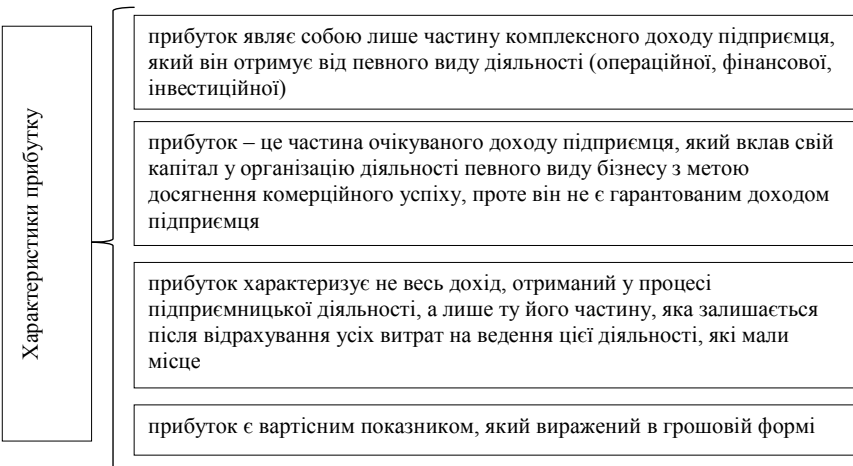 Характеристики прибутку
прибуток являє собою лише частину комплексного доходу підприємця,
який він отримує від певного виду діяльності (операційної, фінансової,
інвестиційної)
прибуток – це частина очікуваного доходу підприємця, який вклав свій
капітал у організацію діяльності певного виду бізнесу з метою
досягнення комерційного успіху, проте він не є гарантованим доходом
підприємця
прибуток характеризує не весь дохід, отриманий у процесі
підприємницької діяльності, а лише ту його частину, яка залишається
після відрахування усіх витрат на ведення цієї діяльності, які мали
місце
прибуток є вартісним показником, який виражений в грошовій формі